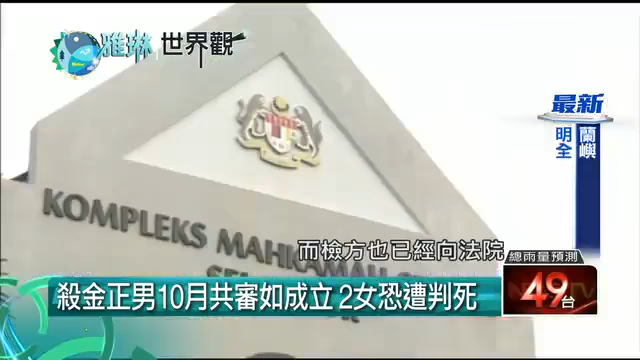 雅琳 世界觀
最新
蘭嶼
明全
KOMPLEKS MAHKAMAH
而檢方也已經向法院
總雨量預測
殺金正男10月共審如成立 2女恐遭判死
49台